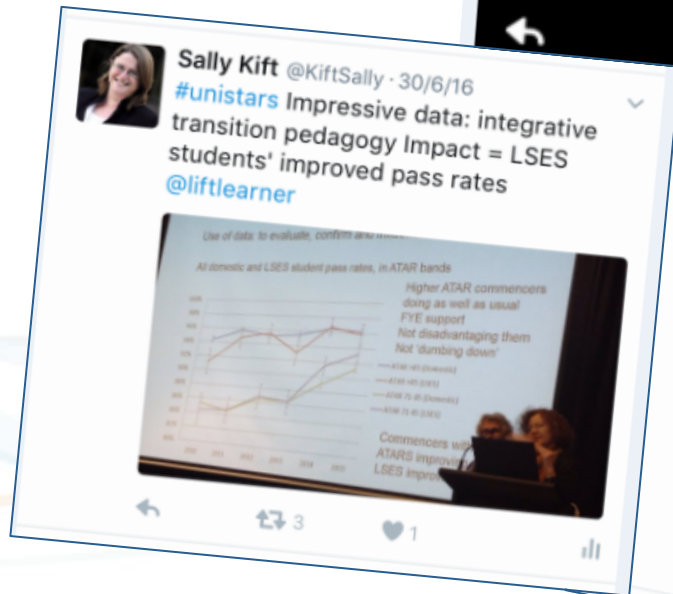 Sally Kift @KiftSally · 30/6/16
#unistars Impressive data: integrative
transition pedagogy Impact = LSES
students' improved pass rates
@liftlearner
Use of data: to evaluate, confirm and
All domestic and LSES student pass rates, in ATAR bands
Higher ATAR commencers
doing as well as usual
FYE support
Not disadvantaging them
Not 'dumbing down'
Commencers
ATARS
LSES
3
1